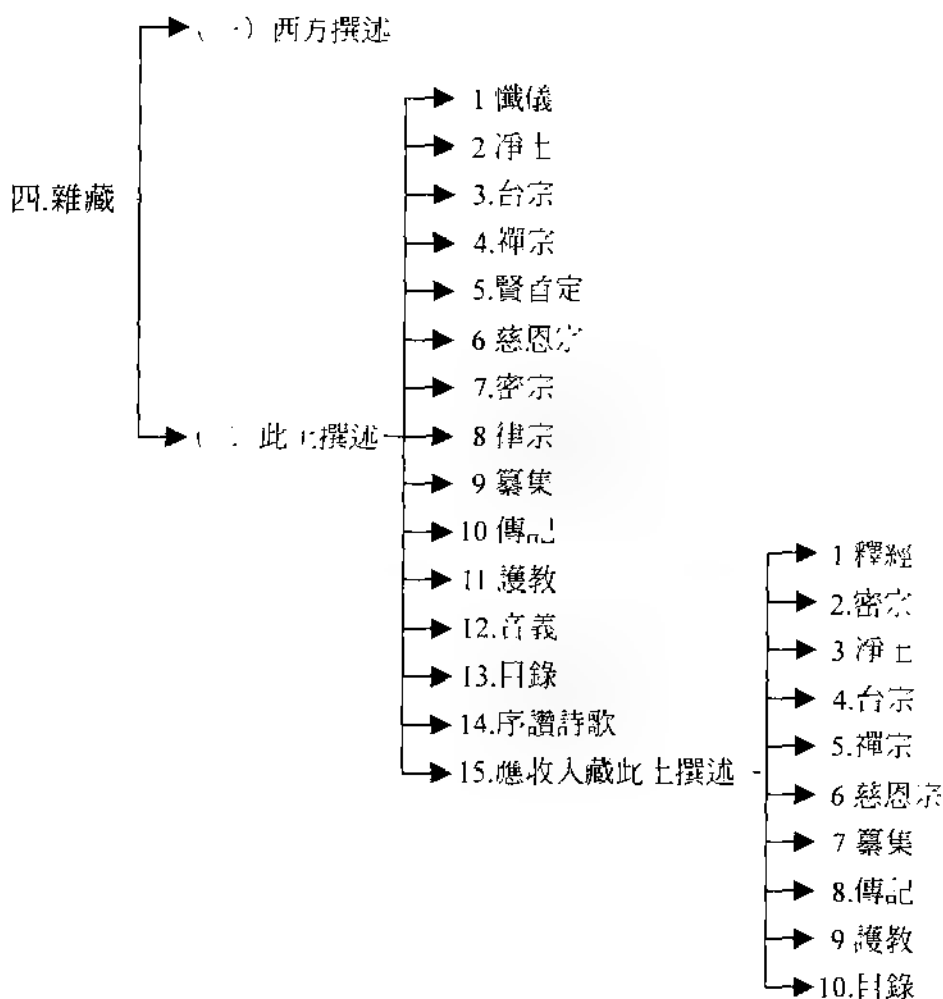 四.雜藏
(一) 西方撰述
(二) 此土撰述
1 懺儀
2 淨土
3.台宗
4.禪宗
5.賢首宗
6 慈恩宗
7.密宗
8 律宗
9 纂集
10 傳記
11 護教
12.音義
13.目錄
14.序讚詩歌
15.應收入藏此土撰述
1 釋經
2.密宗
3 淨土
4.台宗
5.禪宗
6 慈恩宗
7 纂集
8.傳記
9 護教
10.目錄